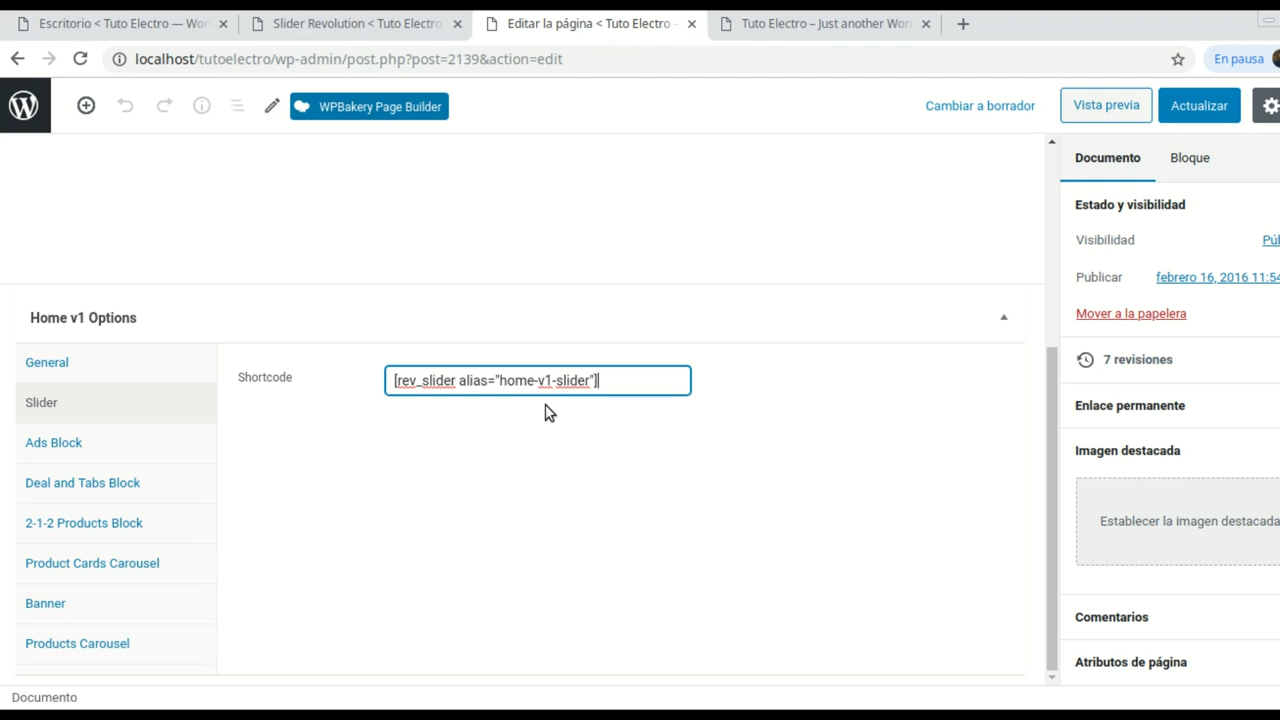 Escritorio < Tuto Electro — Wor
Slider Revolution < Tuto Electro
Editar la página < Tuto Electro –
Tuto Electro – Just another Wor
localhost/tutoelectro/wp-admin/post.php?post=2139&action=edit
En pausa
WPBakery Page Builder
Cambiar a borrador
Vista previa
Actualizar
Documento
Bloque
Estado y visibilidad
Visibilidad
Púl
Publicar
febrero 16, 2016 11:54
Mover a la papelera
7 revisiones
Enlace permanente
Imagen destacada
Establecer la imagen destacada
Comentarios
Atributos de página
Home v1 Options
General
Slider
Ads Block
Deal and Tabs Block
2-1-2 Products Block
Product Cards Carousel
Banner
Products Carousel
Shortcode
[rev_slider alias="home-v1-slider"]
Documento